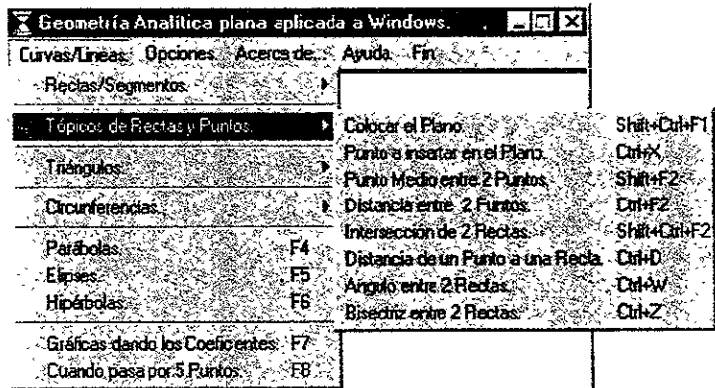 Geometría Analítica plana aplicada a Windows.
Curvas/Líneas Opciones Acerca de... Ayuda Fin
Rectas/Segmentos
Tópicos de Rectas y Puntos.
Triángulos
Circunferencias
Parábolas F4
Elipses F5
Hipérbolas F6
Gráficas dando los Coeficientes F7
Cuando pasa por 5 Puntos F8
Colocar el Plano Shift+Ctrl+F1
Punto a insertar en el Plano. Ctrl+X
Punto Medio entre 2 Puntos. Shift+F2
Distancia entre 2 Puntos. Ctrl+F2
Intersección de 2 Rectas. Shift+Ctrl+F2
Distancia de un Punto a una Recta. Ctrl+D
Angulo entre 2 Rectas. Ctrl+W
Bisectriz entre 2 Rectas. Ctrl+Z